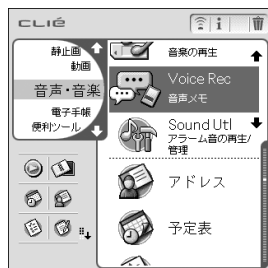 CLIÉ
i
静止画
動画
音声・音楽
電子手帳
便利ツール
音楽の再生
Voice Rec
音声メモ
Sound Utl
アラーム音の再生/
管理
アドレス
予定表